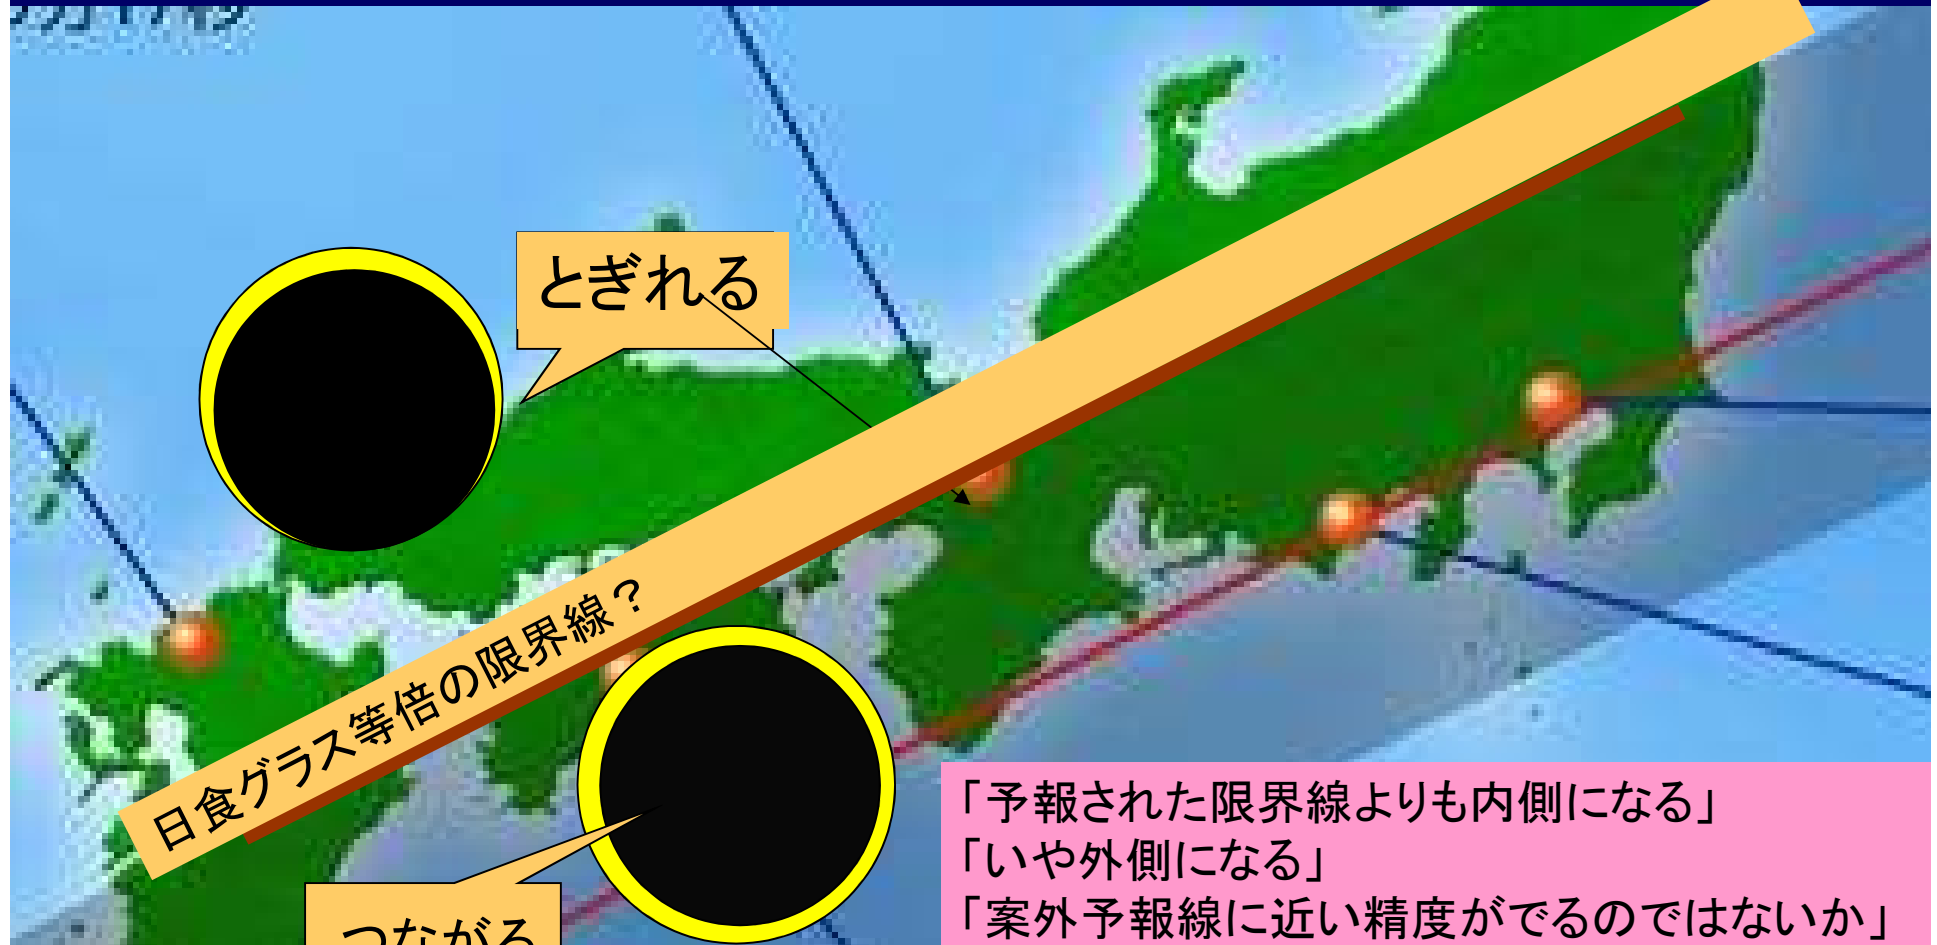 とぎれる
日食グラス等倍の限界線？
つながる
「予報された限界線よりも内側になる」
「いや外側になる」
「案外予報線に近い精度がでるのではないか」